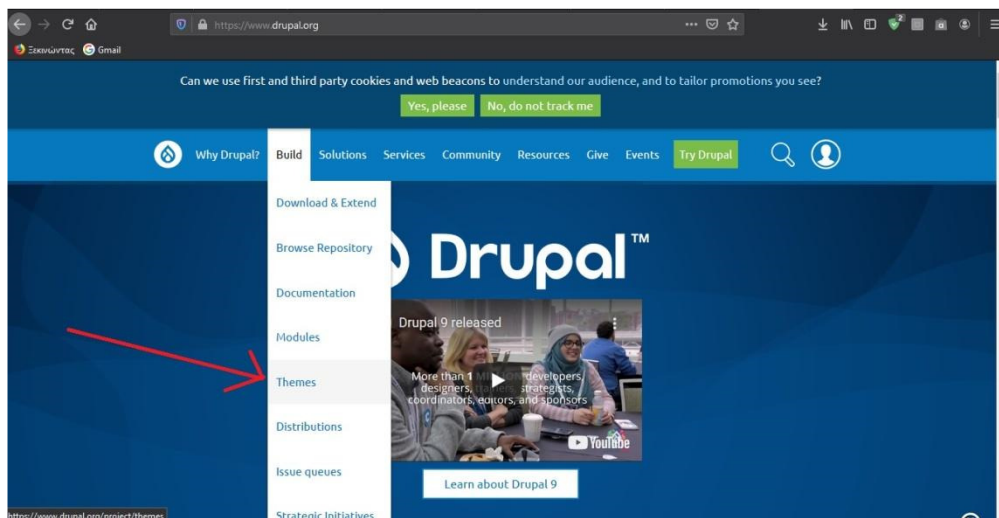 https://www.drupal.org
2
Ξεκινώντας Gmail
Can we use first and third party cookies and web beacons to understand our audience, and to tailor promotions you see?
Yes, please No, do not track me
Why Drupal? Build Solutions Services Community Resources Give Events Try Drupal
Download & Extend
Browse Repository
Documentation
Modules
Themes
Distributions
Issue queues
Strategic Initiatives
Drupal™
Drupal 9 released
More than 1 developers,
designers, strategists,
coordinators, editors, and sponsors
YouTube
Learn about Drupal 9
https://www.drupal.org/project/themes